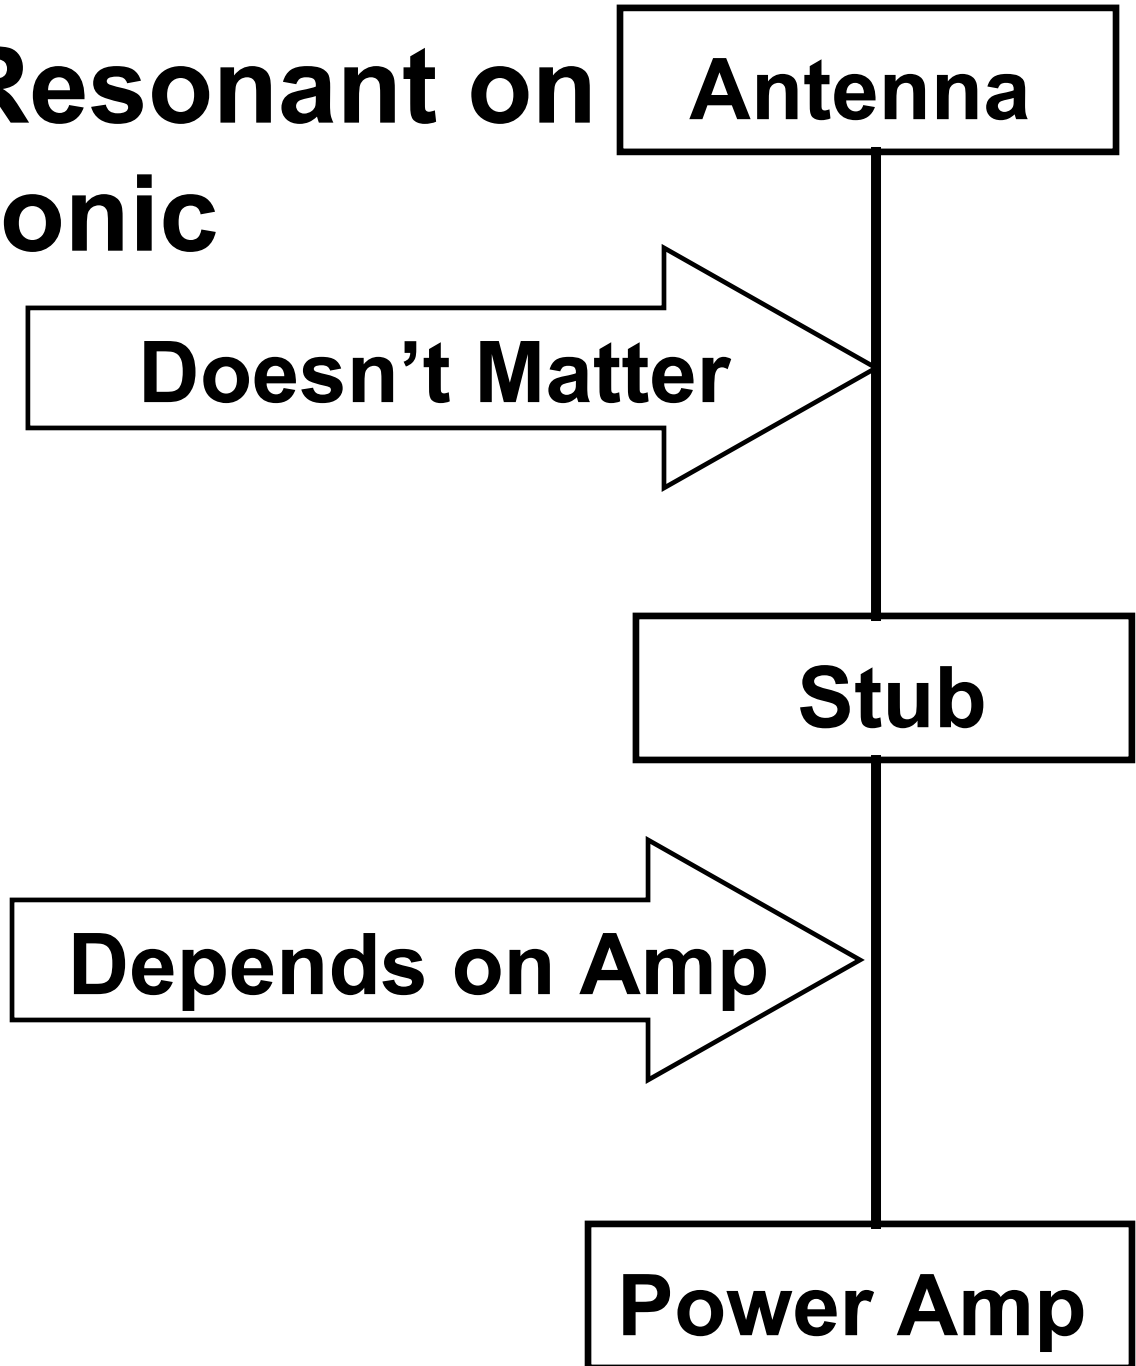 Resonant on
Antenna
onic
Doesn’t Matter
Stub
Depends on Amp
Power Amp